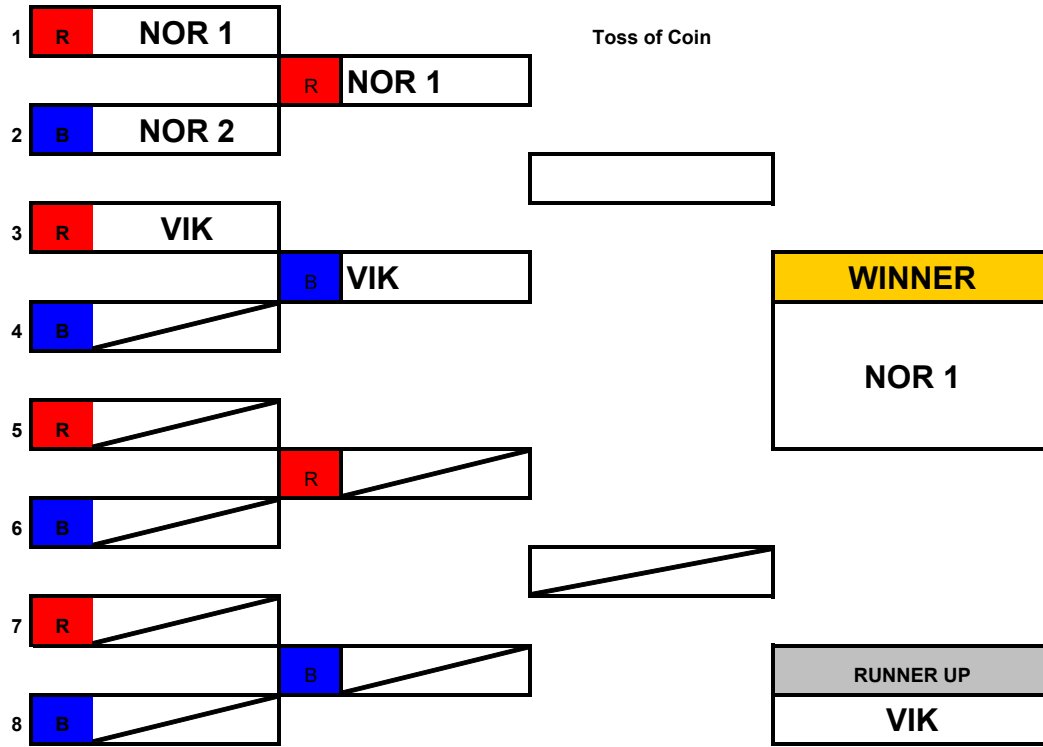 1 R NOR 1 Toss of Coin
R NOR 1
2 B NOR 2
3 R VIK
B VIK WINNER
4 B
NOR 1
5 R
R
6 B
7 R
B RUNNER UP
8 B VIK